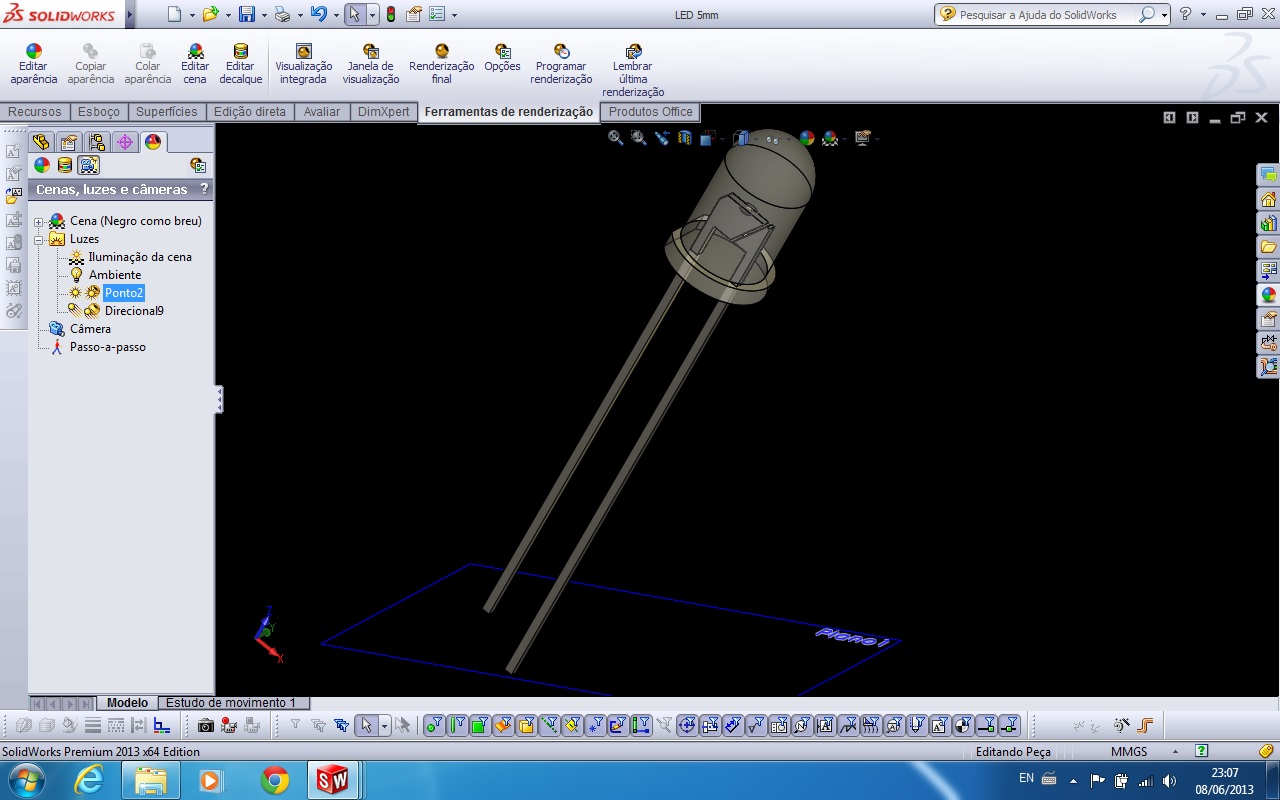 SOLIDWORKS
LED 5mm
Pesquisar a Ajuda do SolidWorks
Editar aparência
Copiar aparência
Colar aparência
Editar cena
Editar decalque
Visualização integrada
Janela de visualização
Renderização final
Opções
Programar renderização
Lembrar última renderização
Recursos
Esboço
Superfícies
Edição direta
Avaliar
DimXpert
Ferramentas de renderização
Produtos Office
Cenas, luzes e câmeras ?
Cena (Negro como breu)
Luzes
Iluminação da cena
Ambiente
Ponto2
Direcional9
Câmera
Passo-a-passo
Z
Y
X
Plano1
Modelo
Estudo de movimento 1
SolidWorks Premium 2013 x64 Edition
Editando Peça
MMGS
EN
23:07
08/06/2013